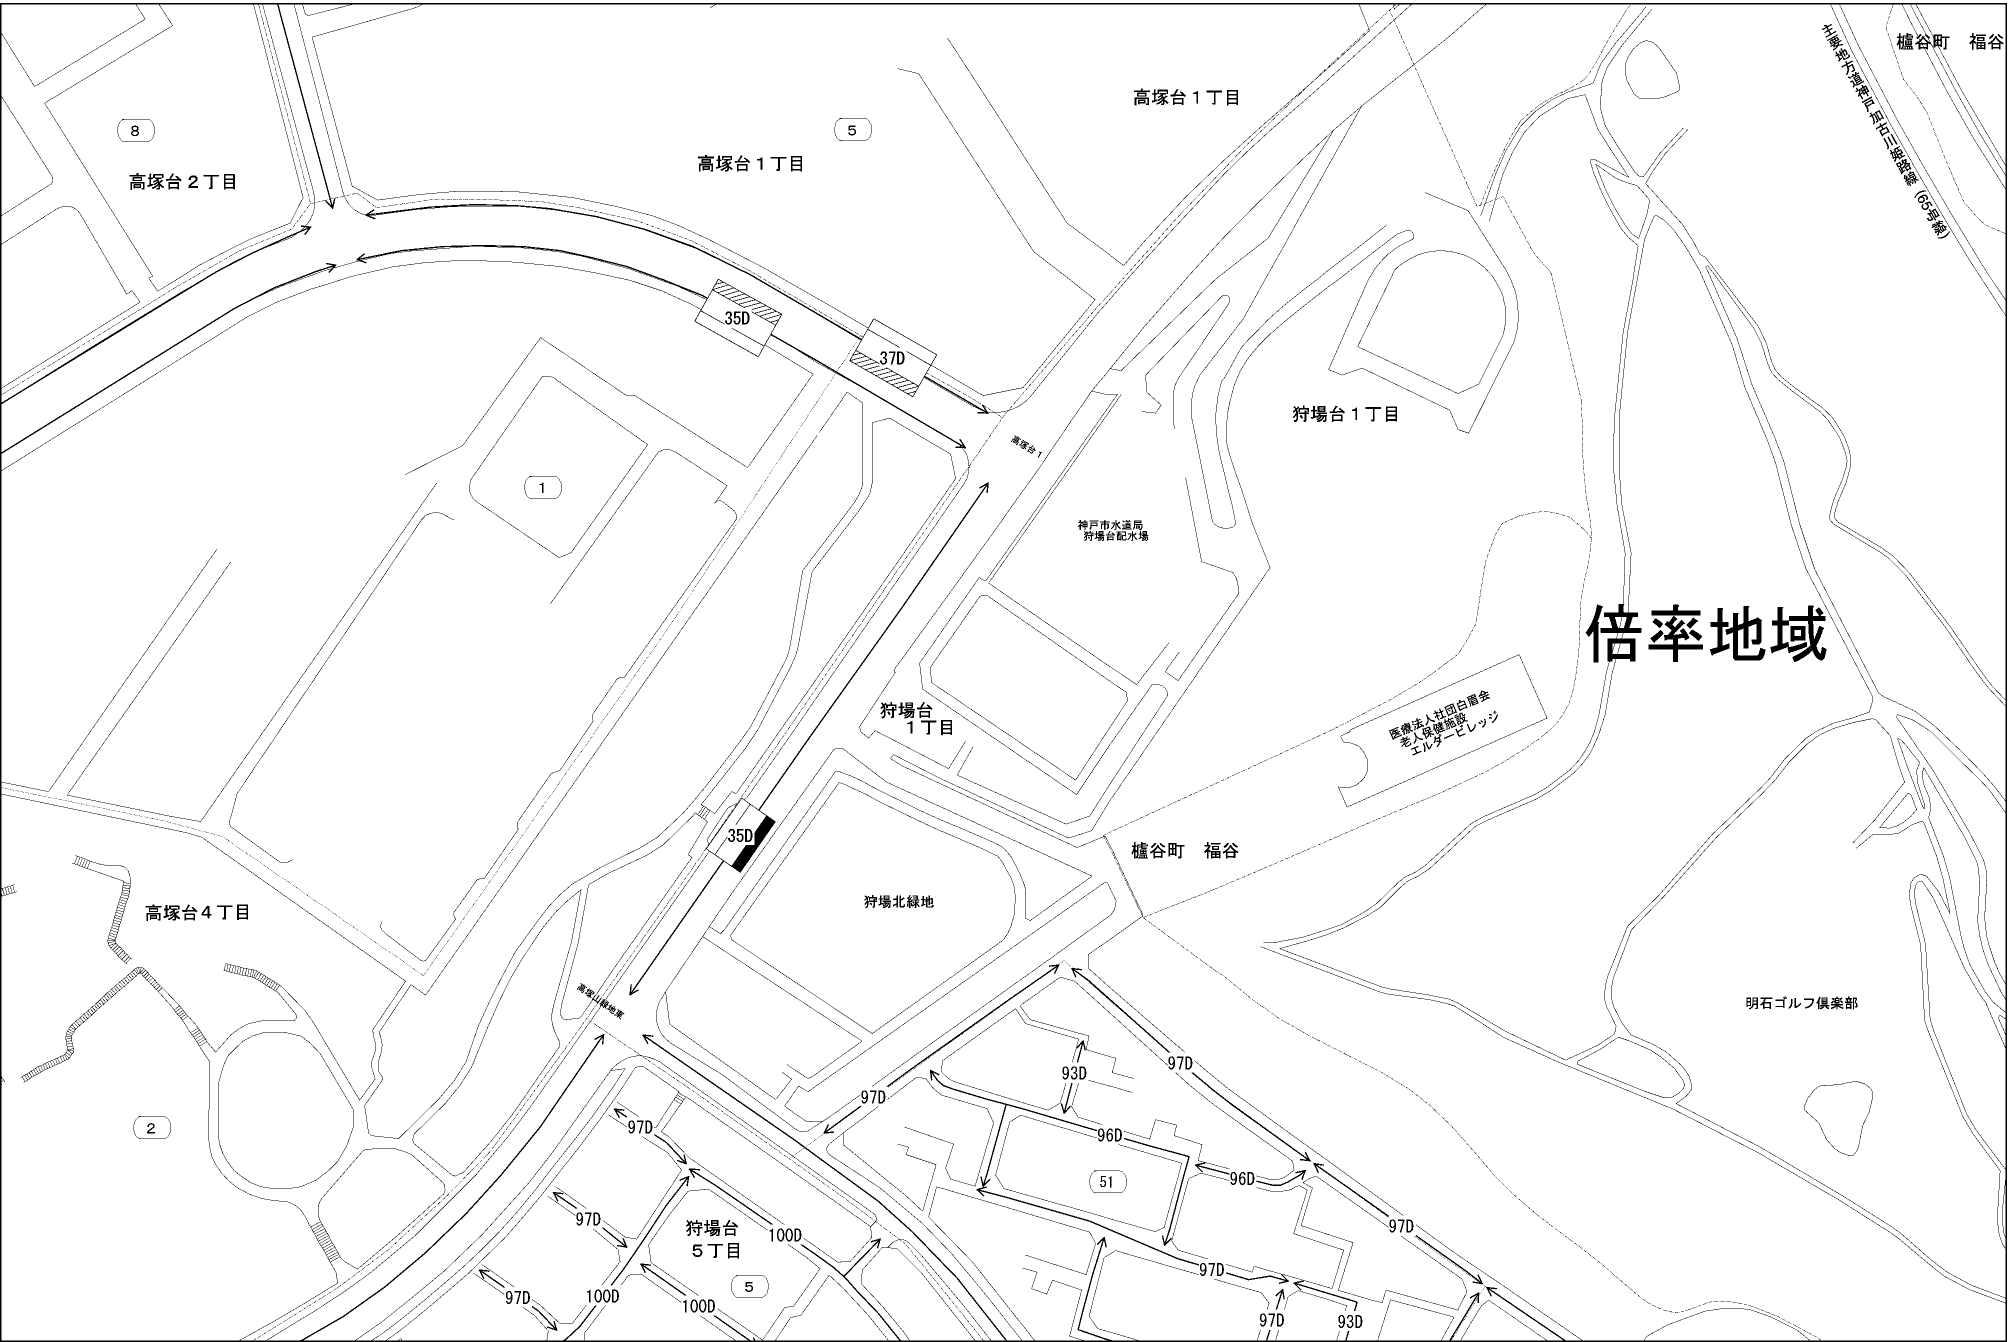 櫨谷町 福谷
主要地方道神戸加古川姫路線 (65号線)
高塚台1丁目
8
5
高塚台1丁目
高塚台2丁目
35D
37D
狩場台1丁目
高塚台1
1
神戸市水道局
狩場台配水場
倍率地域
狩場台
1丁目
医療法人社団白眉会
老人保健施設
エルダービレッジ
35D
櫨谷町 福谷
狩場北緑地
高塚台4丁目
高塚山緑地東
明石ゴルフ倶楽部
97D
93D
97D
2
97D
96D
96D
51
97D
狩場台
5丁目
100D
97D
97D
5
97D
100D
100D
97D
93D